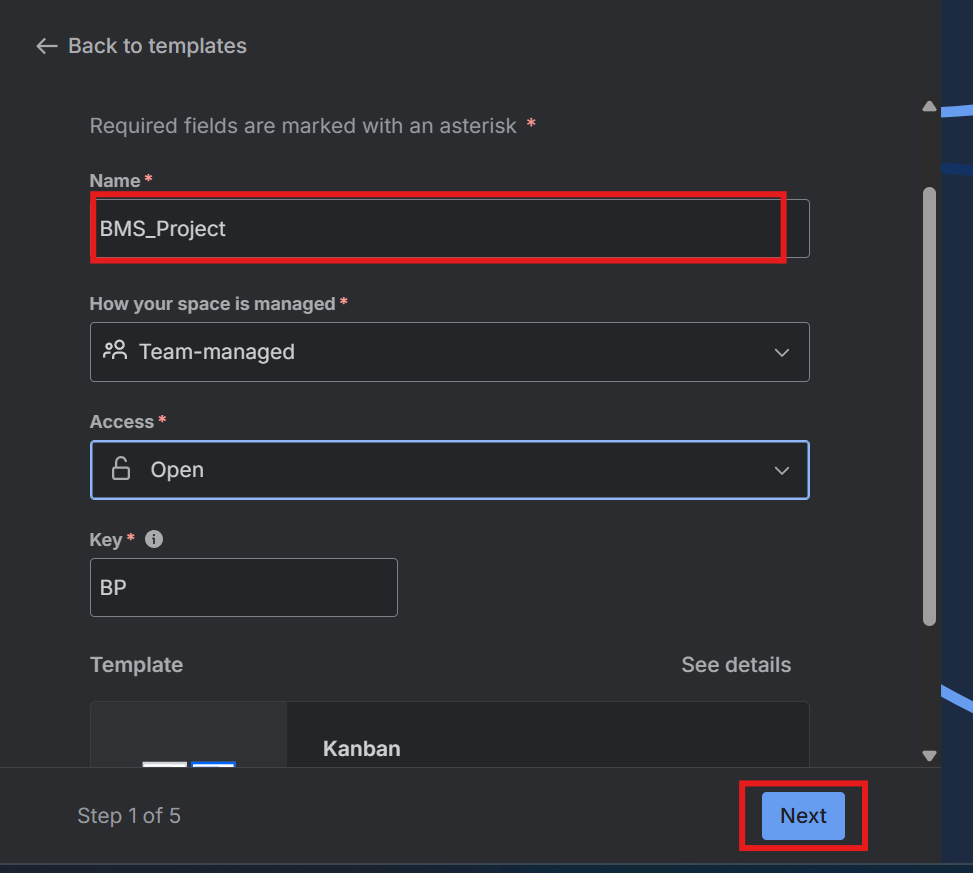 Back to templates
Required fields are marked with an asterisk *
Name *
BMS_Project
How your space is managed *
Team-managed
Access *
Open
Key *
BP
Template
See details
Kanban
Step 1 of 5
Next